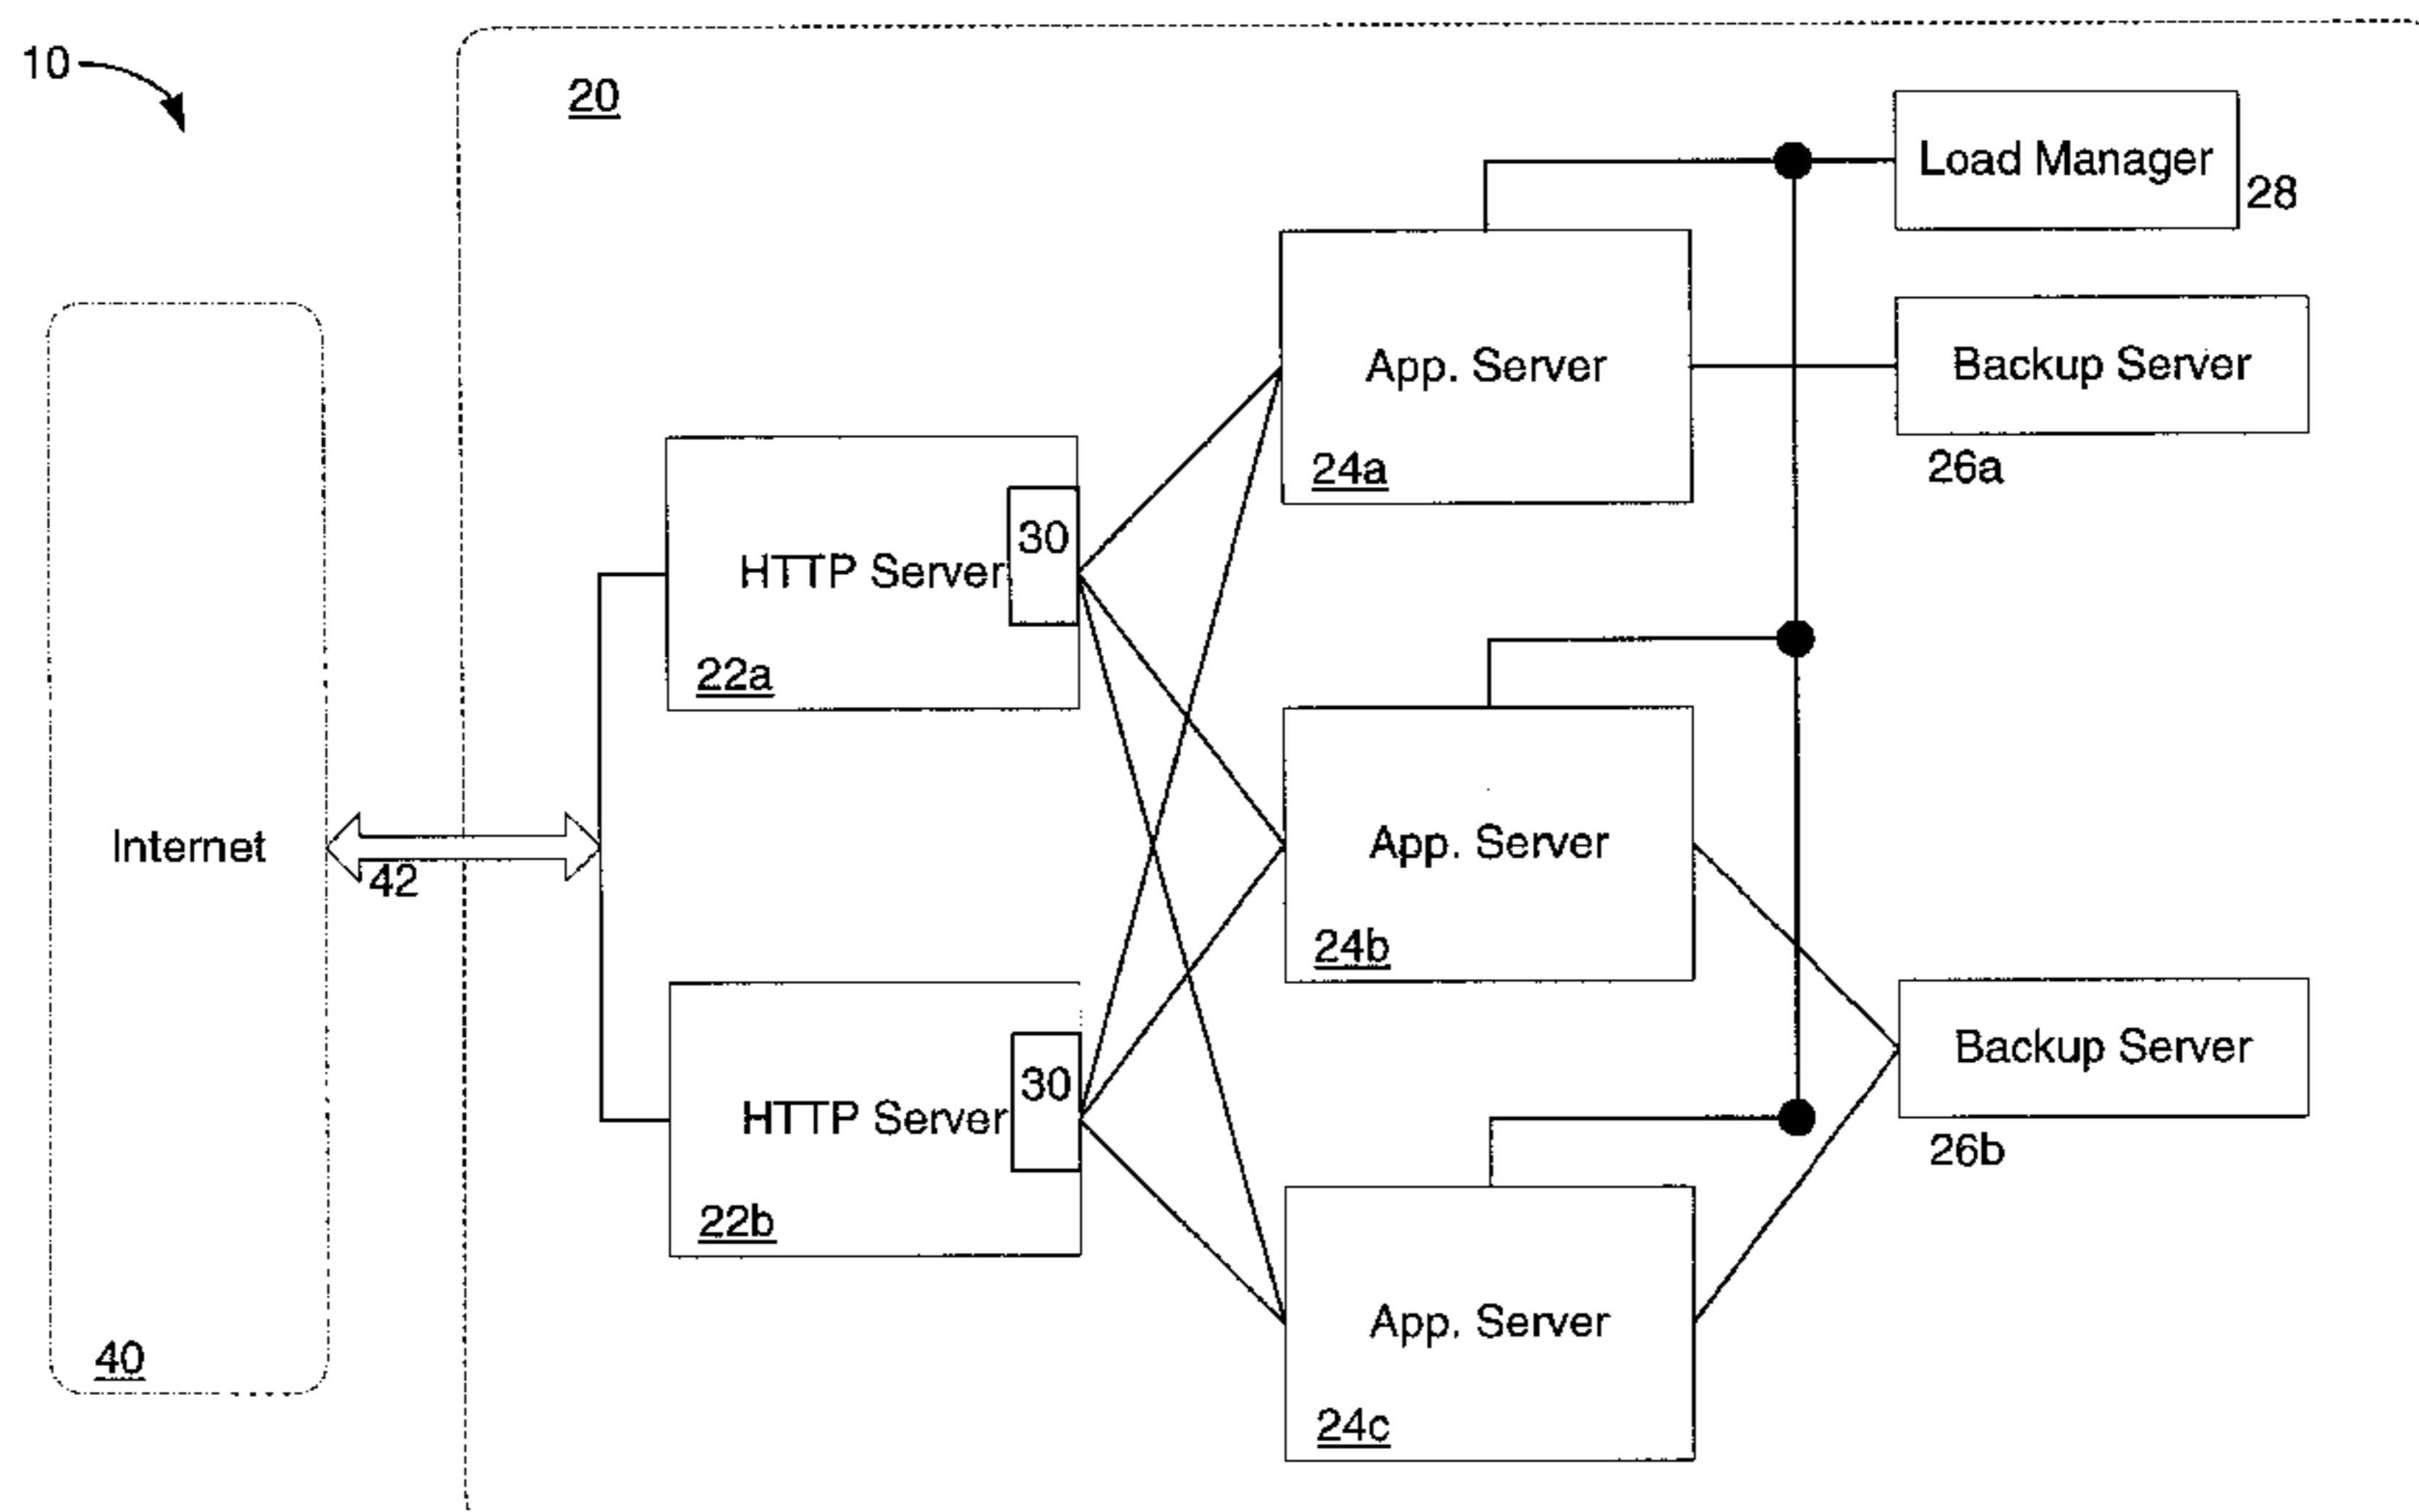 10
20
Load Manager
28
App. Server
24a
Backup Server
26a
30
HTTP Server
22a
Internet
42
40
App. Server
24b
Backup Server
26b
30
HTTP Server
22b
App. Server
24c